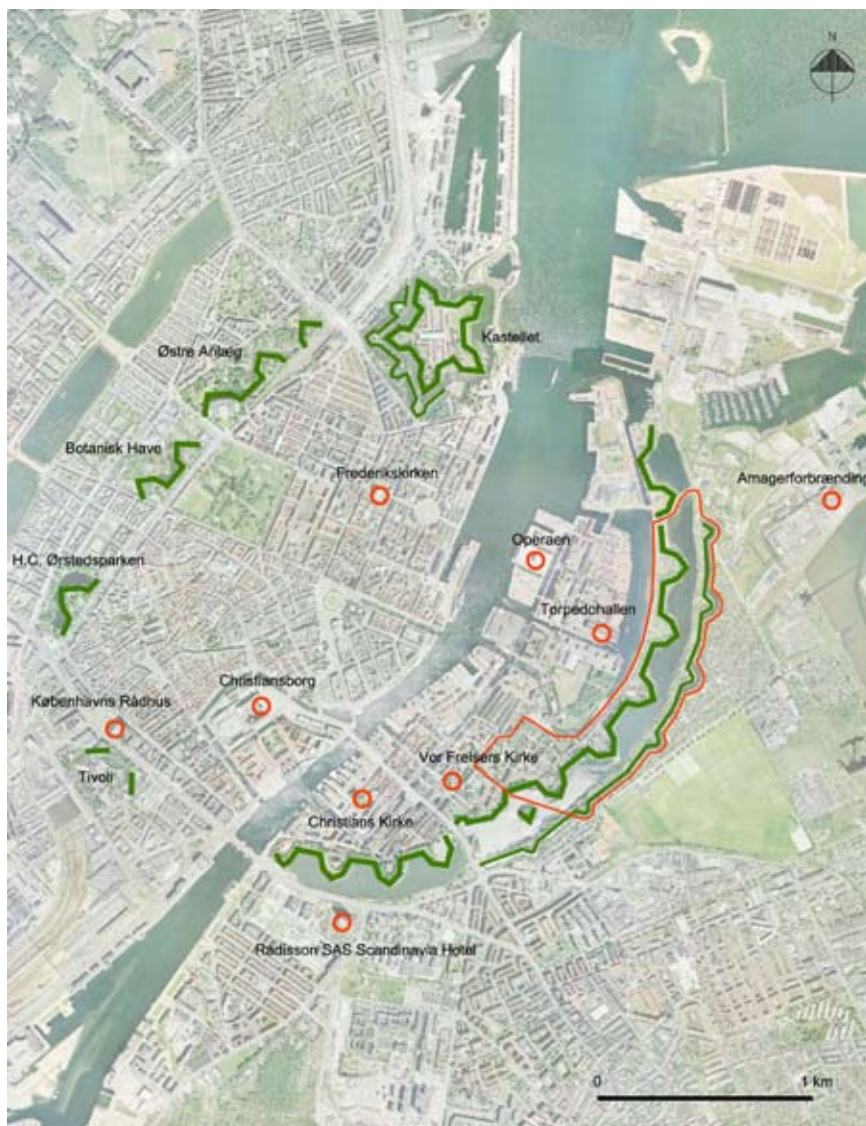 N
Kastellet
Østre Anlæg
Botanisk Have
Frederikskirken
Amagerforbrænding
Operaen
H.C. Ørstedsparken
Torpedohallen
Christiansborg
Københavns Rådhus
Vor Frelsers Kirke
Tivoli
Christians Kirke
Radisson SAS Scandinavia Hotel
0 1 km